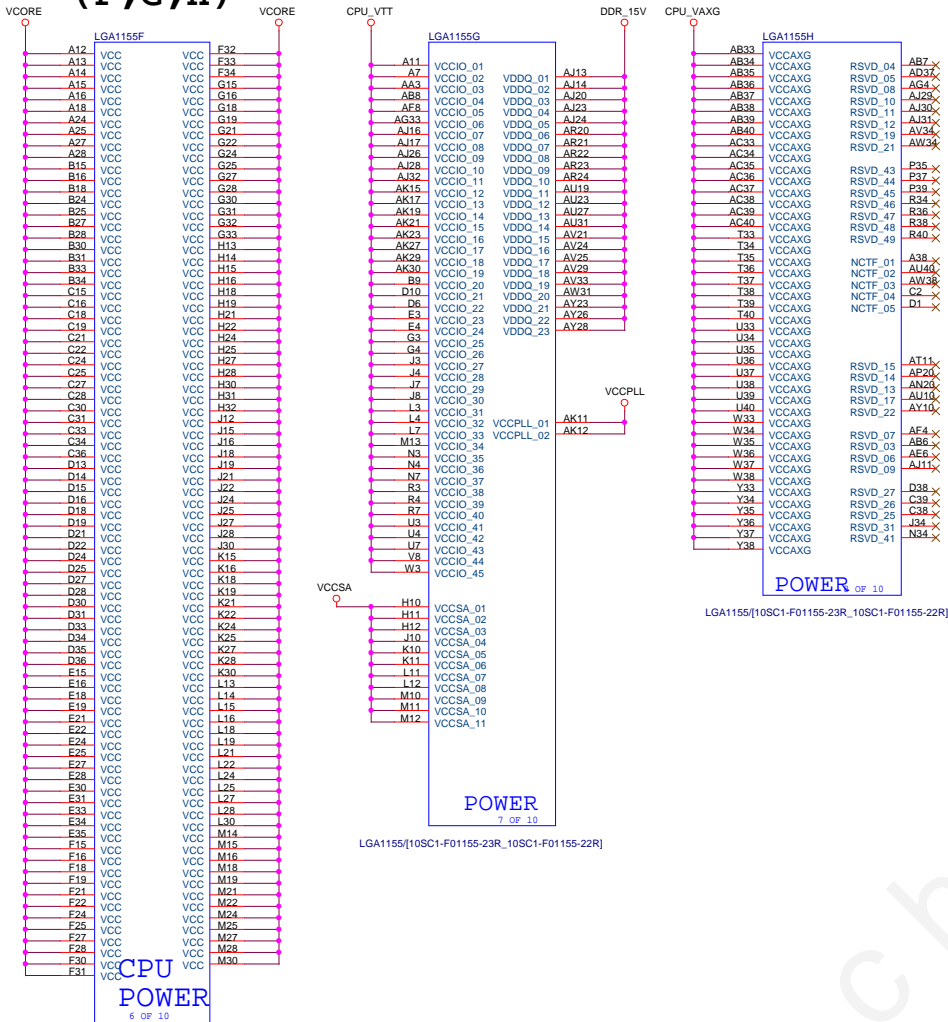 (F,G,H)
VCORE VCORE
LGA1155F
A12 VCC VCC F32
A13 VCC VCC F33
A14 VCC VCC F34
A15 VCC VCC G15
A16 VCC VCC G16
A18 VCC VCC G18
A24 VCC VCC G19
A25 VCC VCC G21
A27 VCC VCC G22
A28 VCC VCC G24
B15 VCC VCC G25
B16 VCC VCC G27
B18 VCC VCC G28
B24 VCC VCC G30
B25 VCC VCC G31
B27 VCC VCC G32
B28 VCC VCC G33
B30 VCC VCC H13
B31 VCC VCC H14
B33 VCC VCC H15
B34 VCC VCC H16
C15 VCC VCC H18
C16 VCC VCC H19
C18 VCC VCC H21
C19 VCC VCC H22
C21 VCC VCC H24
C22 VCC VCC H25
C24 VCC VCC H27
C25 VCC VCC H28
C27 VCC VCC H30
C28 VCC VCC H31
C30 VCC VCC H32
C31 VCC VCC J12
C33 VCC VCC J15
C34 VCC VCC J16
C36 VCC VCC J18
D13 VCC VCC J19
D14 VCC VCC J21
D15 VCC VCC J22
D16 VCC VCC J24
D18 VCC VCC J25
D19 VCC VCC J27
D21 VCC VCC J28
D22 VCC VCC J30
D24 VCC VCC K15
D25 VCC VCC K16
D27 VCC VCC K18
D28 VCC VCC K19
D30 VCC VCC K21
D31 VCC VCC K22
D33 VCC VCC K24
D34 VCC VCC K25
D35 VCC VCC K27
D36 VCC VCC K28
E15 VCC VCC K30
E16 VCC VCC L13
E18 VCC VCC L14
E19 VCC VCC L15
E21 VCC VCC L16
E22 VCC VCC L18
E24 VCC VCC L19
E25 VCC VCC L21
E27 VCC VCC L22
E28 VCC VCC L24
E30 VCC VCC L25
E31 VCC VCC L27
E33 VCC VCC L28
E34 VCC VCC L30
E35 VCC VCC M14
F15 VCC VCC M15
F16 VCC VCC M16
F18 VCC VCC M18
F19 VCC VCC M19
F21 VCC VCC M21
F22 VCC VCC M22
F24 VCC VCC M24
F25 VCC VCC M25
F27 VCC VCC M27
F28 VCC VCC M28
F30 VCC VCC M30
F31 VCC
CPU
POWER
6 OF 10
CPU_VTT DDR_15V
LGA1155G
A11 VCCIO_01
A7 VCCIO_02 VDDQ_01 AJ13
AA3 VCCIO_03 VDDQ_02 AJ14
AB8 VCCIO_04 VDDQ_03 AJ20
AF8 VCCIO_05 VDDQ_04 AJ23
AG33 VCCIO_06 VDDQ_05 AJ24
AJ16 VCCIO_07 VDDQ_06 AR20
AJ17 VCCIO_08 VDDQ_07 AR21
AJ26 VCCIO_09 VDDQ_08 AR22
AJ28 VCCIO_10 VDDQ_09 AR23
AJ32 VCCIO_11 VDDQ_10 AR24
AK15 VCCIO_12 VDDQ_11 AU19
AK17 VCCIO_13 VDDQ_12 AU23
AK19 VCCIO_14 VDDQ_13 AU27
AK21 VCCIO_15 VDDQ_14 AU31
AK23 VCCIO_16 VDDQ_15 AV21
AK27 VCCIO_17 VDDQ_16 AV24
AK29 VCCIO_18 VDDQ_17 AV25
AK30 VCCIO_19 VDDQ_18 AV29
B9 VCCIO_20 VDDQ_19 AV33
D10 VCCIO_21 VDDQ_20 AW31
D6 VCCIO_22 VDDQ_21 AY23
E3 VCCIO_23 VDDQ_22 AY26
E4 VCCIO_24 VDDQ_23 AY28
G3 VCCIO_25
G4 VCCIO_26
J3 VCCIO_27
J4 VCCIO_28
J7 VCCIO_29
J8 VCCIO_30
L3 VCCIO_31
VCCPLL
L4 VCCIO_32 VCCPLL_01 AK11
L7 VCCIO_33 VCCPLL_02 AK12
M13 VCCIO_34
N3 VCCIO_35
N4 VCCIO_36
N7 VCCIO_37
R3 VCCIO_38
R4 VCCIO_39
R7 VCCIO_40
U3 VCCIO_41
U4 VCCIO_42
U7 VCCIO_43
V8 VCCIO_44
W3 VCCIO_45
VCCSA
H10 VCCSA_01
H11 VCCSA_02
H12 VCCSA_03
J10 VCCSA_04
K10 VCCSA_05
K11 VCCSA_06
L11 VCCSA_07
L12 VCCSA_08
M10 VCCSA_09
M11 VCCSA_10
M12 VCCSA_11
POWER
7 OF 10
LGA1155/[10SC1-F01155-23R_10SC1-F01155-22R]
CPU_VAXG
LGA1155H
AB33 VCCAXG
AB34 VCCAXG RSVD_04 AB7
AB35 VCCAXG RSVD_05 AD37
AB36 VCCAXG RSVD_08 AG4
AB37 VCCAXG RSVD_10 AJ29
AB38 VCCAXG RSVD_11 AJ30
AB39 VCCAXG RSVD_12 AJ31
AB40 VCCAXG RSVD_19 AV34
AC33 VCCAXG RSVD_21 AW34
AC34 VCCAXG
AC35 VCCAXG RSVD_43 P35
AC36 VCCAXG RSVD_44 P37
AC37 VCCAXG RSVD_45 P39
AC38 VCCAXG RSVD_46 R34
AC39 VCCAXG RSVD_47 R36
AC40 VCCAXG RSVD_48 R38
T33 VCCAXG RSVD_49 R40
T34 VCCAXG
T35 VCCAXG NCTF_01 A38
T36 VCCAXG NCTF_02 AU40
T37 VCCAXG NCTF_03 AW38
T38 VCCAXG NCTF_04 C2
T39 VCCAXG NCTF_05 D1
T40 VCCAXG
U33 VCCAXG
U34 VCCAXG
U35 VCCAXG
U36 VCCAXG RSVD_15 AT11
U37 VCCAXG RSVD_14 AP20
U38 VCCAXG RSVD_13 AN20
U39 VCCAXG RSVD_17 AU10
U40 VCCAXG RSVD_22 AY10
W33 VCCAXG
W34 VCCAXG RSVD_07 AF4
W35 VCCAXG RSVD_03 AB6
W36 VCCAXG RSVD_06 AE6
W37 VCCAXG RSVD_09 AJ11
W38 VCCAXG
Y33 VCCAXG RSVD_27 D38
Y34 VCCAXG RSVD_26 C39
Y35 VCCAXG RSVD_25 C38
Y36 VCCAXG RSVD_31 J34
Y37 VCCAXG RSVD_41 N34
Y38 VCCAXG
POWER OF 10
LGA1155/[10SC1-F01155-23R_10SC1-F01155-22R]
c h